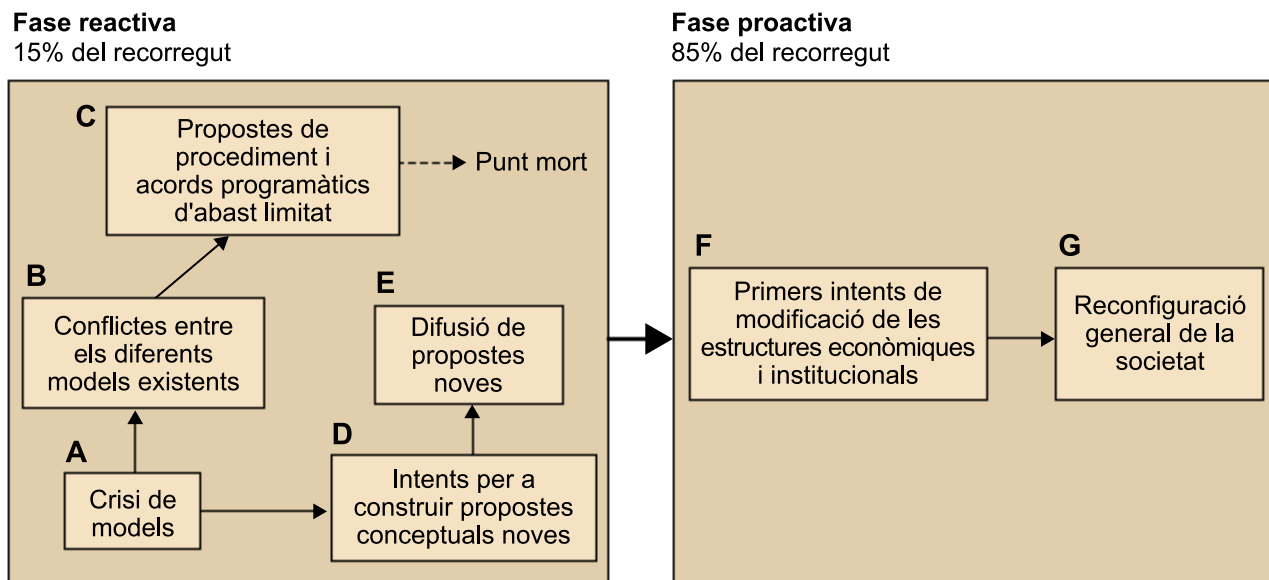 Fase reactiva
15% del recorregut
C
Propostes de
procediment i
acords programàtics
d'abast limitat
Punt mort
B
Conflictes entre
els diferents
models existents
E
Difusió de
propostes
noves
A
Crisi de
models
D
Intents per a
construir propostes
conceptuals noves
Fase proactiva
85% del recorregut
F
Primers intents de
modificació de les
estructures econòmiques
i institucionals
G
Reconfiguració
general de la
societat